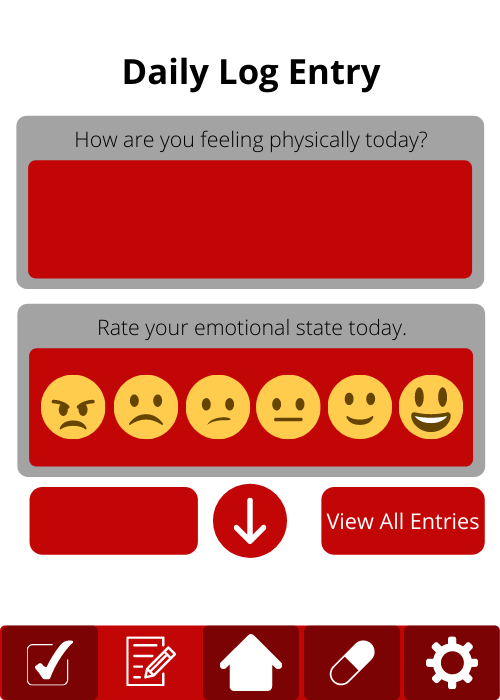 Daily Log Entry
How are you feeling physically today?
Rate your emotional state today.
View All Entries